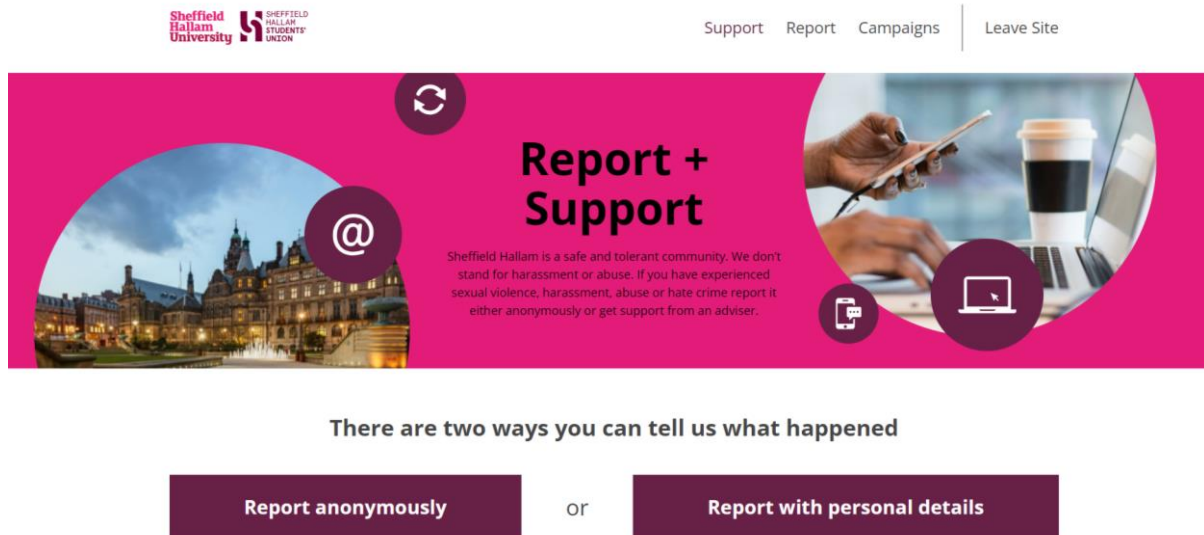 Sheffield
Hallam
University
SHEFFIELD
HALLAM
STUDENTS'
UNION
Support Report Campaigns Leave Site
Report +
Support
@
Sheffield Hallam is a safe and tolerant community. We don't
stand for harassment or abuse. If you have experienced
sexual violence, harassment, abuse or hate crime report it
either anonymously or get support from an adviser.
There are two ways you can tell us what happened
Report anonymously or Report with personal details